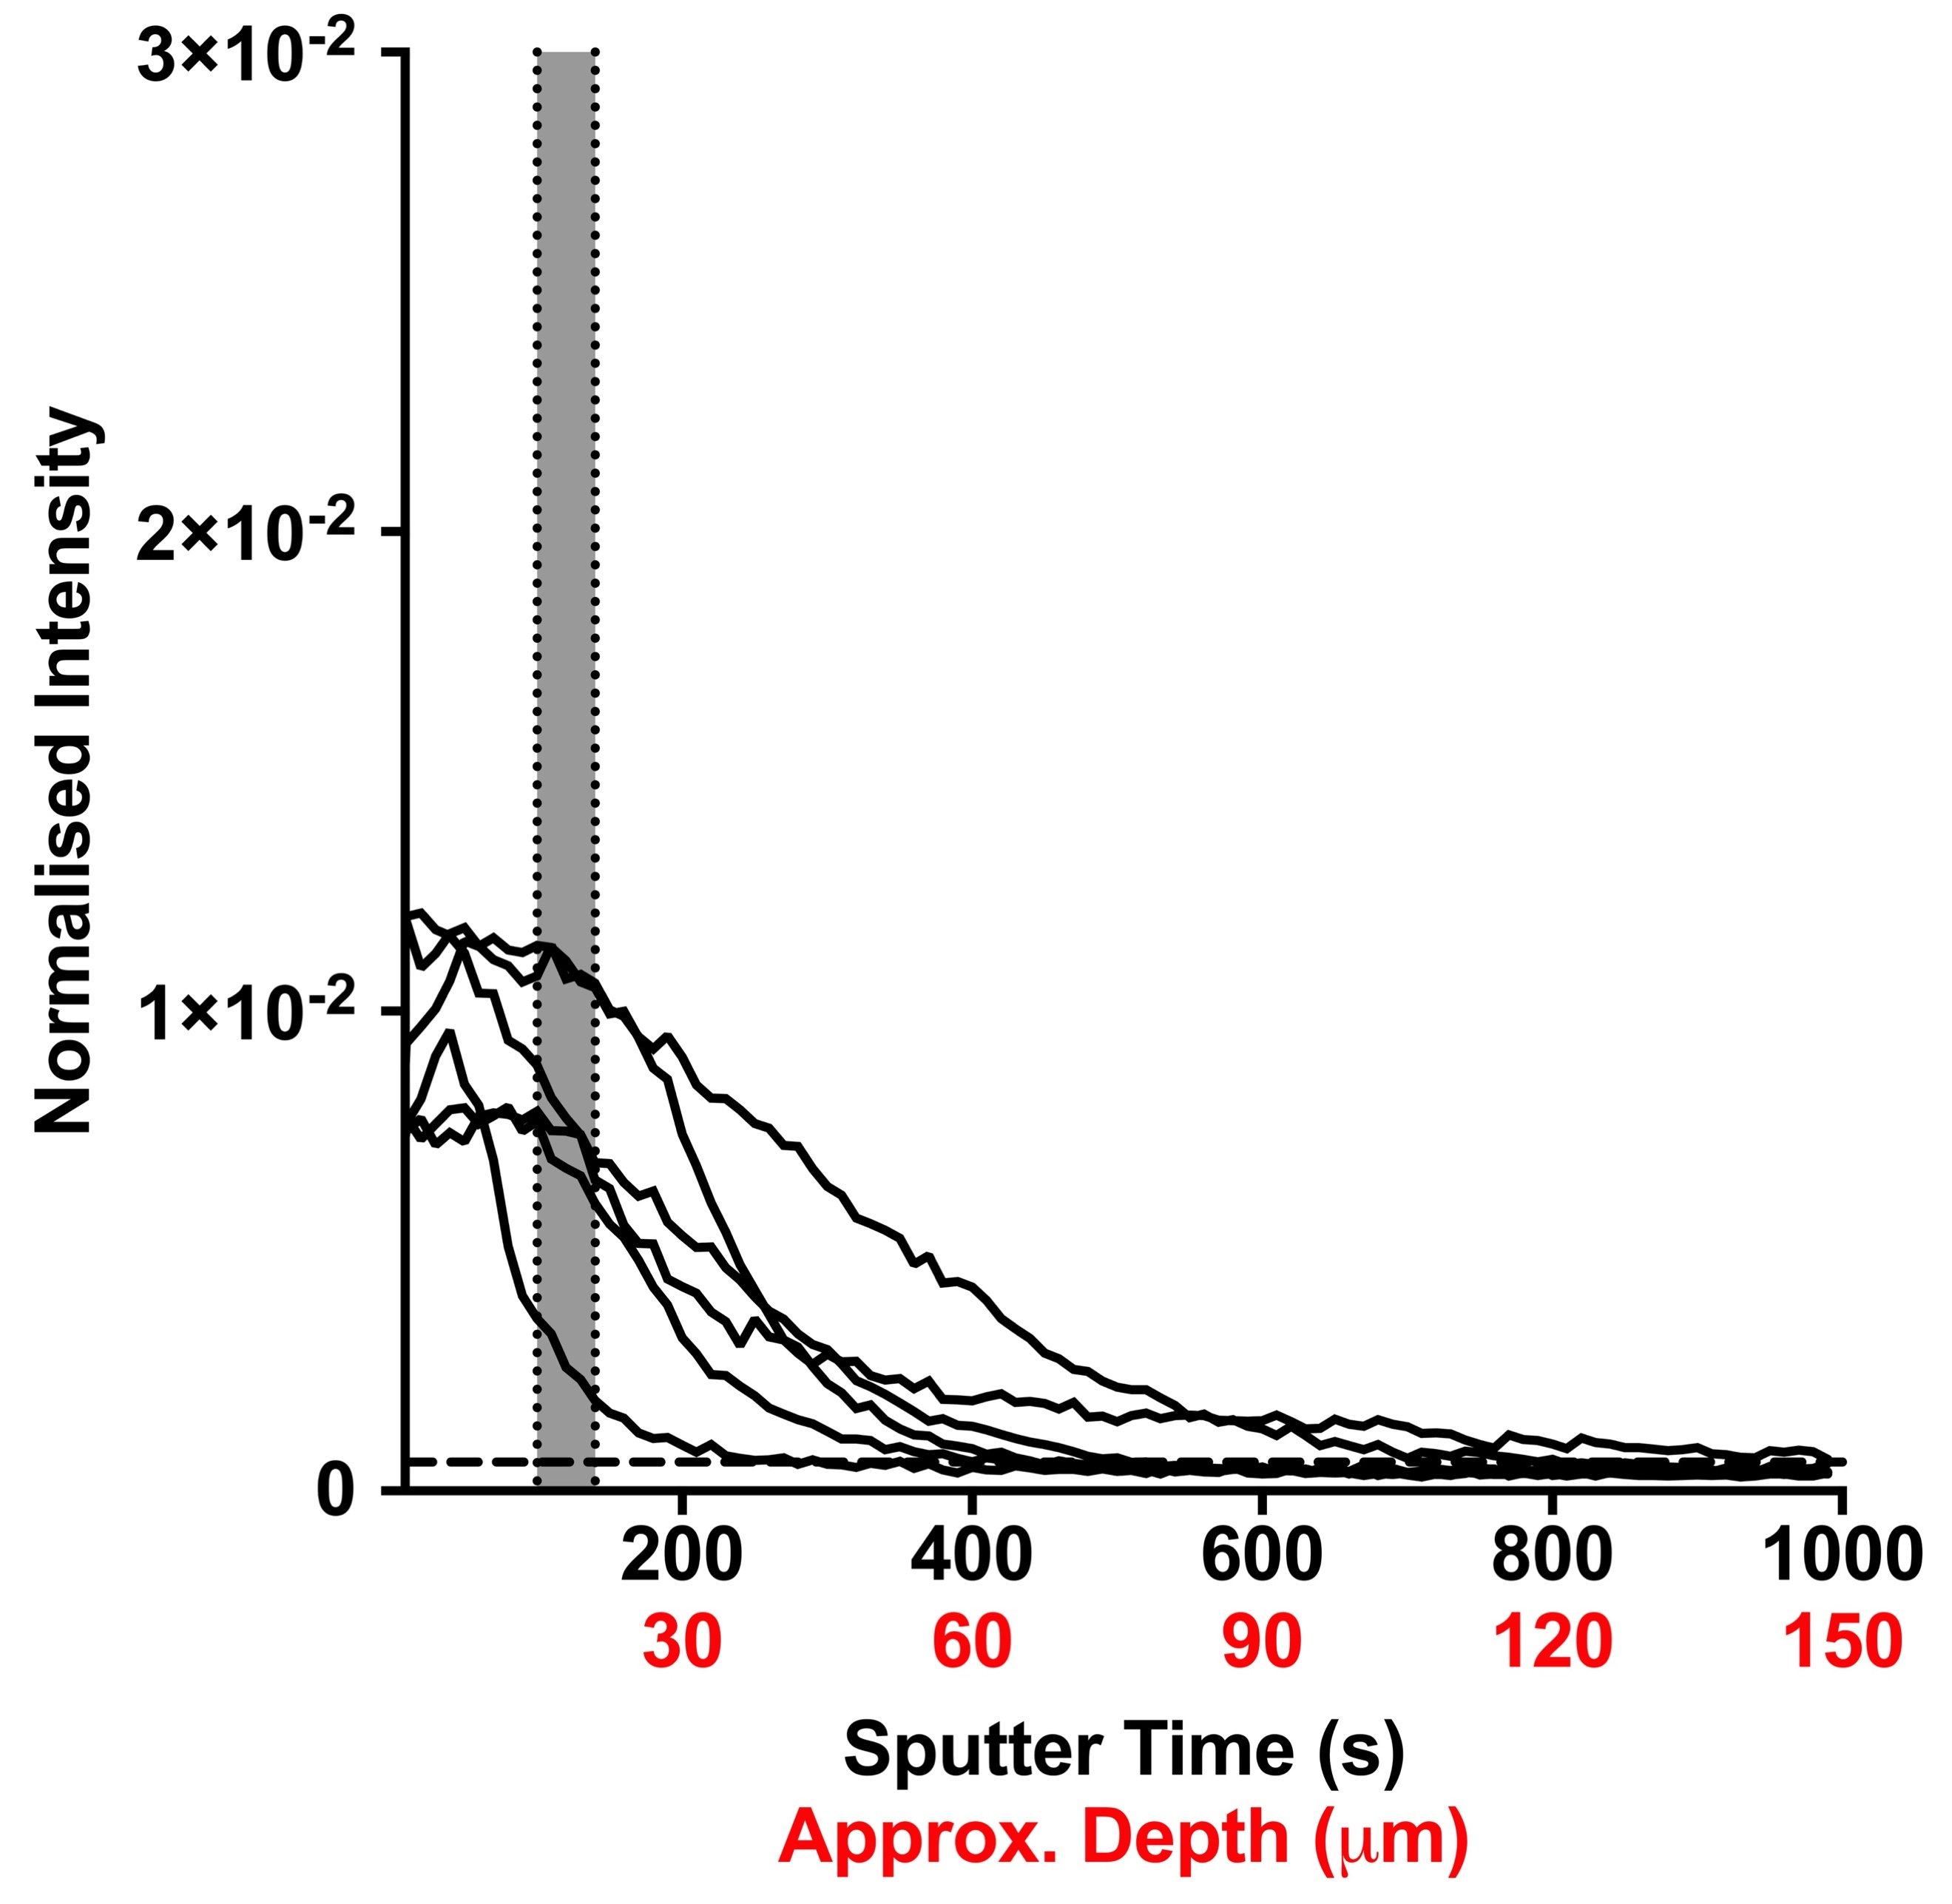 3×10-2
2×10-2
1×10-2
0
Normalised Intensity
200 400 600 800 1000
30 60 90 120 150
Sputter Time (s)
Approx. Depth (μm)